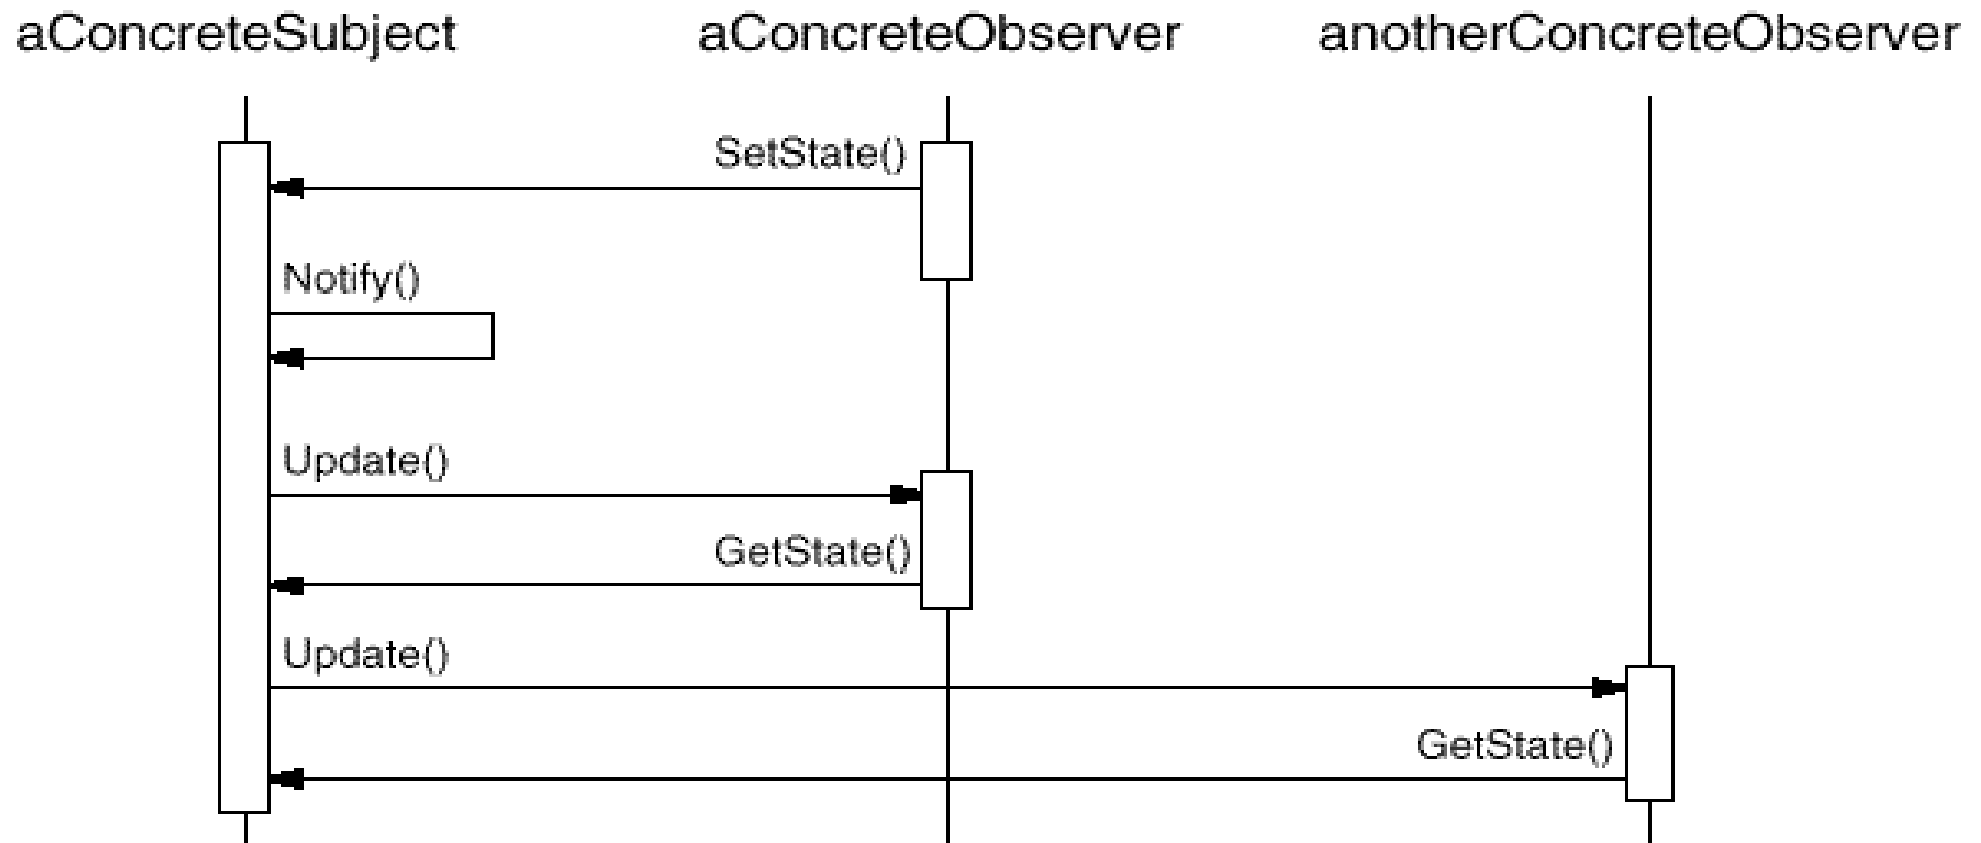 aConcreteSubject aConcreteObserver anotherConcreteObserver
SetState()
Notify()
Update()
GetState()
Update()
GetState()